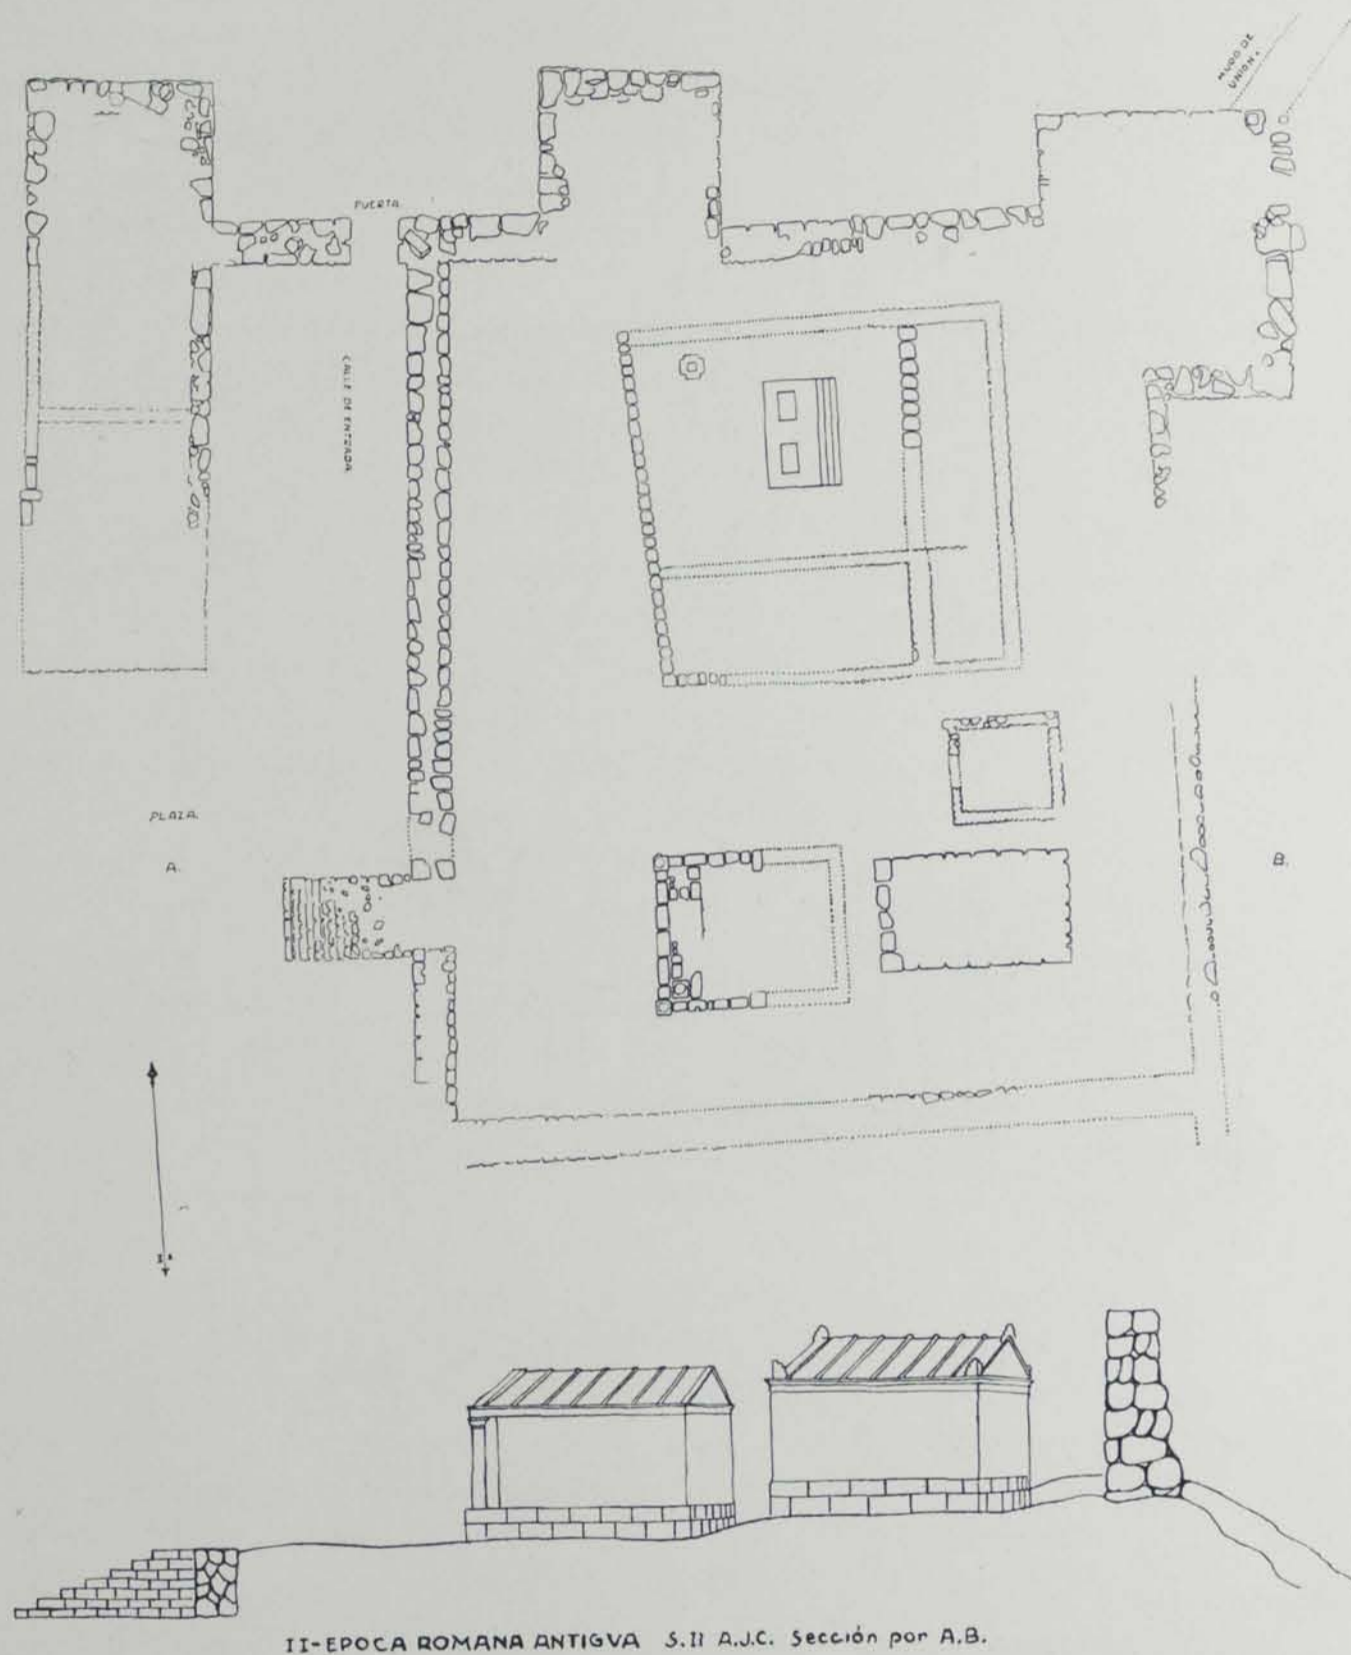 MURO DE
UNION.
PUERTA.
CALLE DE ENTRADA.
PLAZA.
A.
B.
II-EPOCA ROMANA ANTIGVA S.II A.J.C. Sección por A.B.